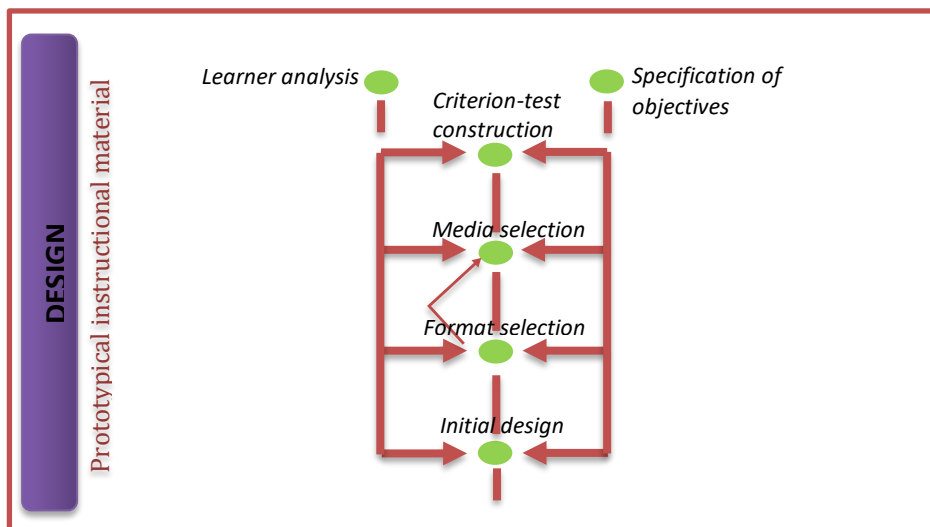 DESIGN
Prototypical instructional material
Learner analysis
Criterion-test
construction
Specification of
objectives
Media selection
Format selection
Initial design